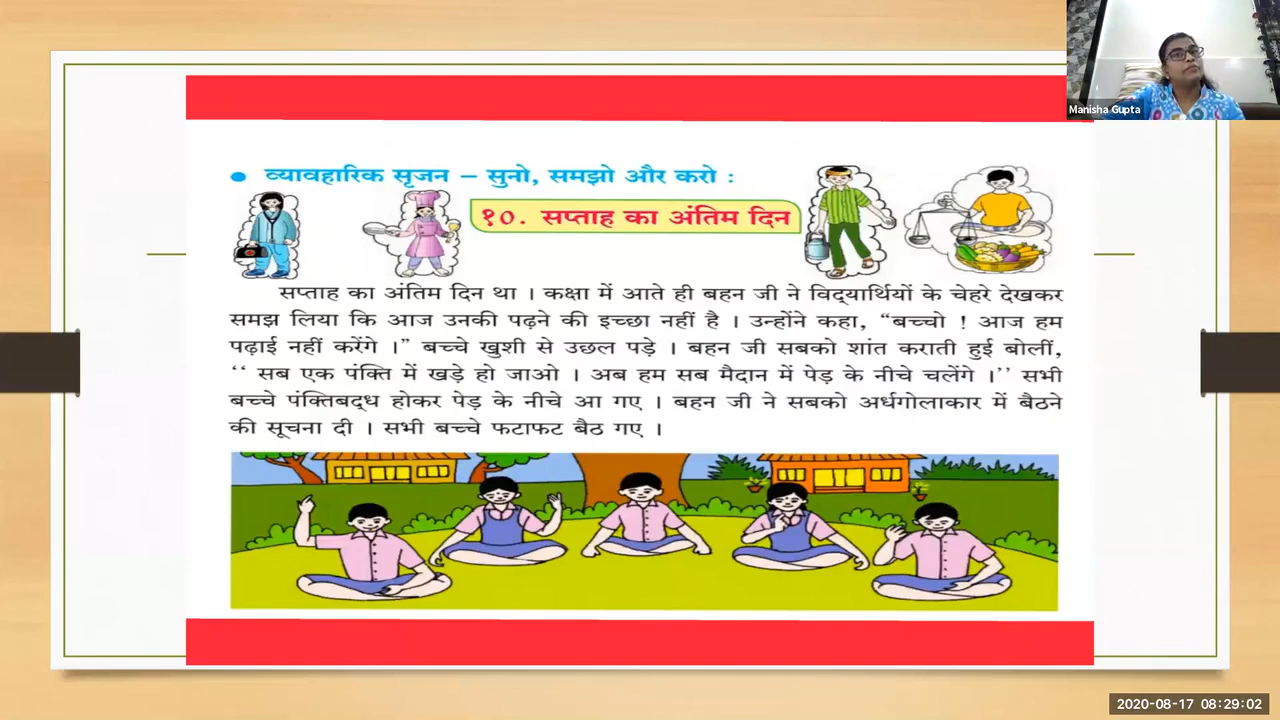 Manisha Gupta
● व्यावहारिक सृजन – सुनो, समझो और करो :
१०. सप्ताह का अंतिम दिन
सप्ताह का अंतिम दिन था । कक्षा में आते ही बहन जी ने विद्‌यार्थियों के चेहरे देखकर
समझ लिया कि आज उनकी पढ़ने की इच्छा नहीं है । उन्होंने कहा, “बच्चो ! आज हम
पढ़ाई नहीं करेंगे ।” बच्चे खुशी से उछल पड़े । बहन जी सबको शांत कराती हुई बोलीं,
‘‘ सब एक पंक्ति में खड़े हो जाओ । अब हम सब मैदान में पेड़ के नीचे चलेंगे ।’’ सभी
बच्चे पंक्तिबद्‌ध होकर पेड़ के नीचे आ गए । बहन जी ने सबको अर्धगोलाकार में बैठने
की सूचना दी । सभी बच्चे फटाफट बैठ गए ।
2020-08-17 08:29:02